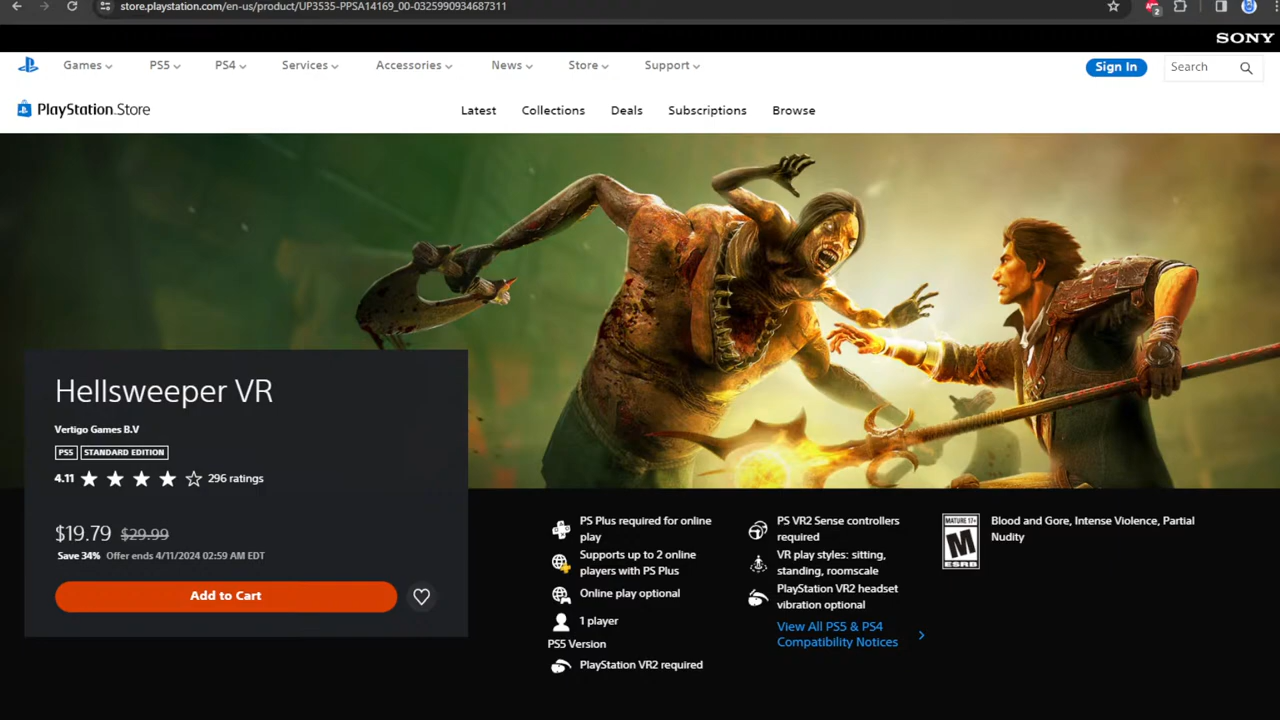 store.playstation.com/en-us/product/UP3535-PPSA14169_00-0325990934687311
2
SONY
Games PS5 PS4 Services Accessories News Store Support Sign In Search
PlayStation.Store
Latest Collections Deals Subscriptions Browse
Hellsweeper VR
Vertigo Games B.V
PS5 STANDARD EDITION
4.11 296 ratings
$19.79 $29.99
Save 34% Offer ends 4/11/2024 02:59 AM EDT
Add to Cart
PS Plus required for online
play
Supports up to 2 online
players with PS Plus
Online play optional
1 player
PS5 Version
PlayStation VR2 required
PS VR2 Sense controllers
required
VR play styles: sitting,
standing, roomscale
PlayStation VR2 headset
vibration optional
View All PS5 & PS4
Compatibility Notices
MATURE 17+
M
ESRB
Blood and Gore, Intense Violence, Partial
Nudity